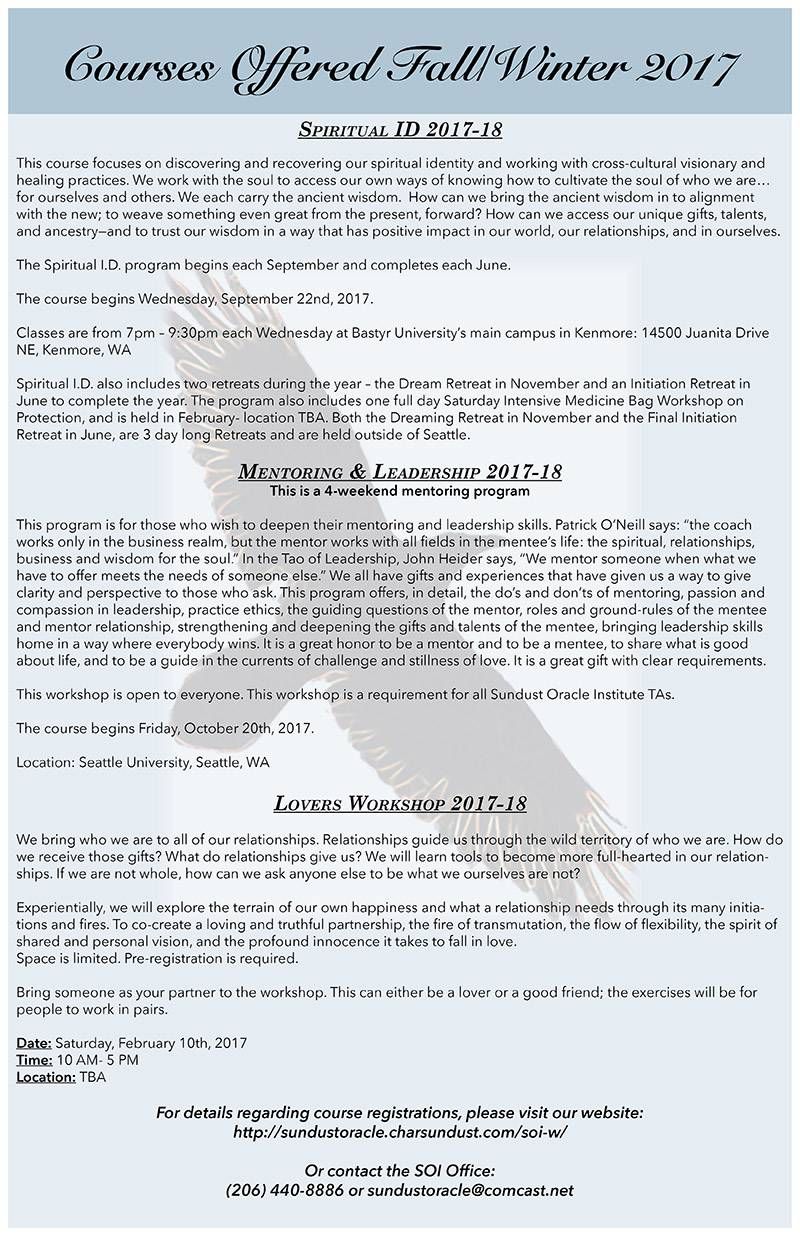 Courses Offered Fall/Winter 2017
Spiritual ID 2017-18
This course focuses on discovering and recovering our spiritual identity and working with cross-cultural visionary and
healing practices. We work with the soul to access our own ways of knowing how to cultivate the soul of who we are…
for ourselves and others. We each carry the ancient wisdom.  How can we bring the ancient wisdom in to alignment
with the new; to weave something even great from the present, forward? How can we access our unique gifts, talents,
and ancestry—and to trust our wisdom in a way that has positive impact in our world, our relationships, and in ourselves.
The Spiritual I.D. program begins each September and completes each June.
The course begins Wednesday, September 22nd, 2017.
Classes are from 7pm – 9:30pm each Wednesday at Bastyr University's main campus in Kenmore: 14500 Juanita Drive
NE, Kenmore, WA
Spiritual I.D. also includes two retreats during the year – the Dream Retreat in November and an Initiation Retreat in
June to complete the year. The program also includes one full day Saturday Intensive Medicine Bag Workshop on
Protection, and is held in February- location TBA. Both the Dreaming Retreat in November and the Final Initiation
Retreat in June, are 3 day long Retreats and are held outside of Seattle.
Mentoring & Leadership 2017-18
This is a 4-weekend mentoring program
This program is for those who wish to deepen their mentoring and leadership skills. Patrick O'Neill says: "the coach
works only in the business realm, but the mentor works with all fields in the mentee's life: the spiritual, relationships,
business and wisdom for the soul." In the Tao of Leadership, John Heider says, "We mentor someone when what we
have to offer meets the needs of someone else." We all have gifts and experiences that have given us a way to give
clarity and perspective to those who ask. This program offers, in detail, the do's and don'ts of mentoring, passion and
compassion in leadership, practice ethics, the guiding questions of the mentor, roles and ground-rules of the mentee
and mentor relationship, strengthening and deepening the gifts and talents of the mentee, bringing leadership skills
home in a way where everybody wins. It is a great honor to be a mentor and to be a mentee, to share what is good
about life, and to be a guide in the currents of challenge and stillness of love. It is a great gift with clear requirements.
This workshop is open to everyone. This workshop is a requirement for all Sundust Oracle Institute TAs.
The course begins Friday, October 20th, 2017.
Location: Seattle University, Seattle, WA
Lovers Workshop 2017-18
We bring who we are to all of our relationships. Relationships guide us through the wild territory of who we are. How do
we receive those gifts? What do relationships give us? We will learn tools to become more full-hearted in our relation-
ships. If we are not whole, how can we ask anyone else to be what we ourselves are not?
Experientially, we will explore the terrain of our own happiness and what a relationship needs through its many initia-
tions and fires. To co-create a loving and truthful partnership, the fire of transmutation, the flow of flexibility, the spirit of
shared and personal vision, and the profound innocence it takes to fall in love.
Space is limited. Pre-registration is required.
Bring someone as your partner to the workshop. This can either be a lover or a good friend; the exercises will be for
people to work in pairs.
Date: Saturday, February 10th, 2017
Time: 10 AM- 5 PM
Location: TBA
For details regarding course registrations, please visit our website:
http://sundustoracle.charsundust.com/soi-w/
Or contact the SOI Office:
(206) 440-8886 or sundustoracle@comcast.net